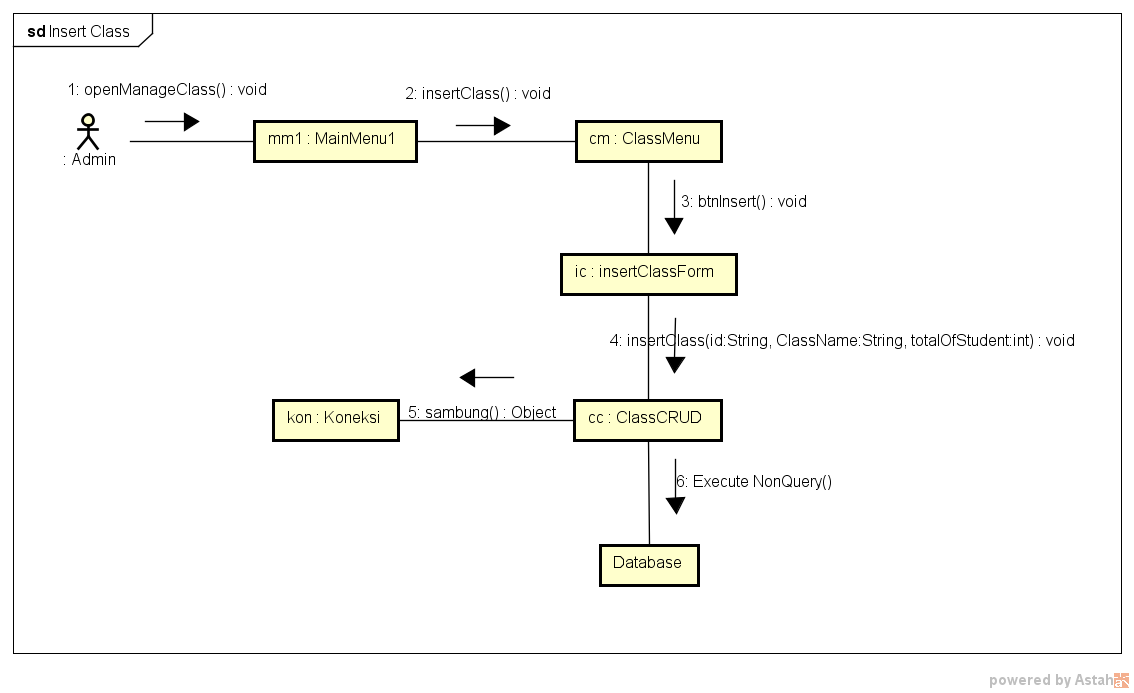 sd Insert Class
1: openManageClass() : void
2: insertClass() : void
: Admin
mm1 : MainMenu1
cm : ClassMenu
3: btnInsert() : void
ic : insertClassForm
4: insertClass(id:String, ClassName:String, totalOfStudent:int) : void
kon : Koneksi
5: sambung() : Object
cc : ClassCRUD
6: Execute NonQuery()
Database
powered by Astah